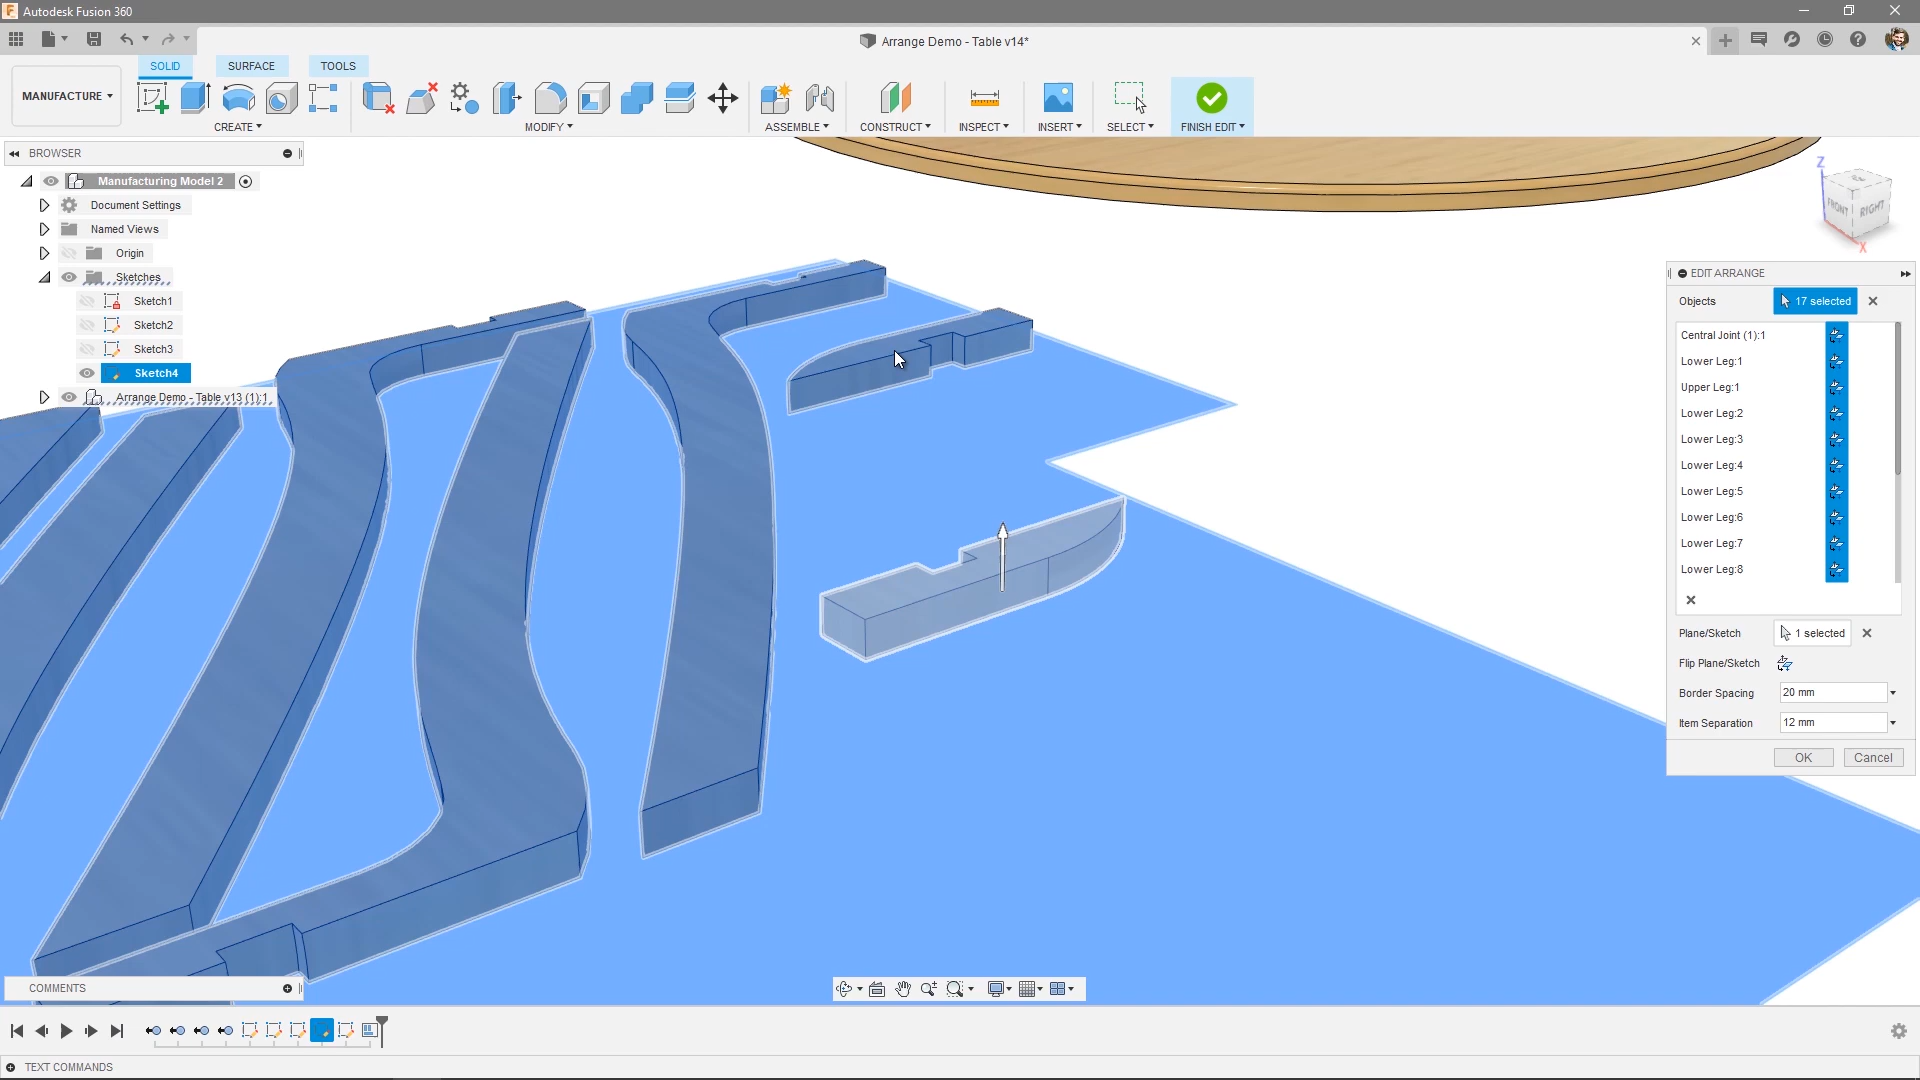 Autodesk Fusion 360
Arrange Demo - Table v14*
SOLID
SURFACE
TOOLS
MANUFACTURE
CREATE
MODIFY
ASSEMBLE
CONSTRUCT
INSPECT
INSERT
SELECT
FINISH EDIT
BROWSER
Manufacturing Model 2
Document Settings
Named Views
Origin
Sketches
Sketch1
Sketch2
Sketch3
Sketch4
Arrange Demo - Table v13 (1):1
Z
FRONT
RIGHT
X
EDIT ARRANGE
Objects
17 selected
Central Joint (1):1
Lower Leg:1
Upper Leg:1
Lower Leg:2
Lower Leg:3
Lower Leg:4
Lower Leg:5
Lower Leg:6
Lower Leg:7
Lower Leg:8
Plane/Sketch
1 selected
Flip Plane/Sketch
Border Spacing
20 mm
Item Separation
12 mm
OK
Cancel
COMMENTS
TEXT COMMANDS